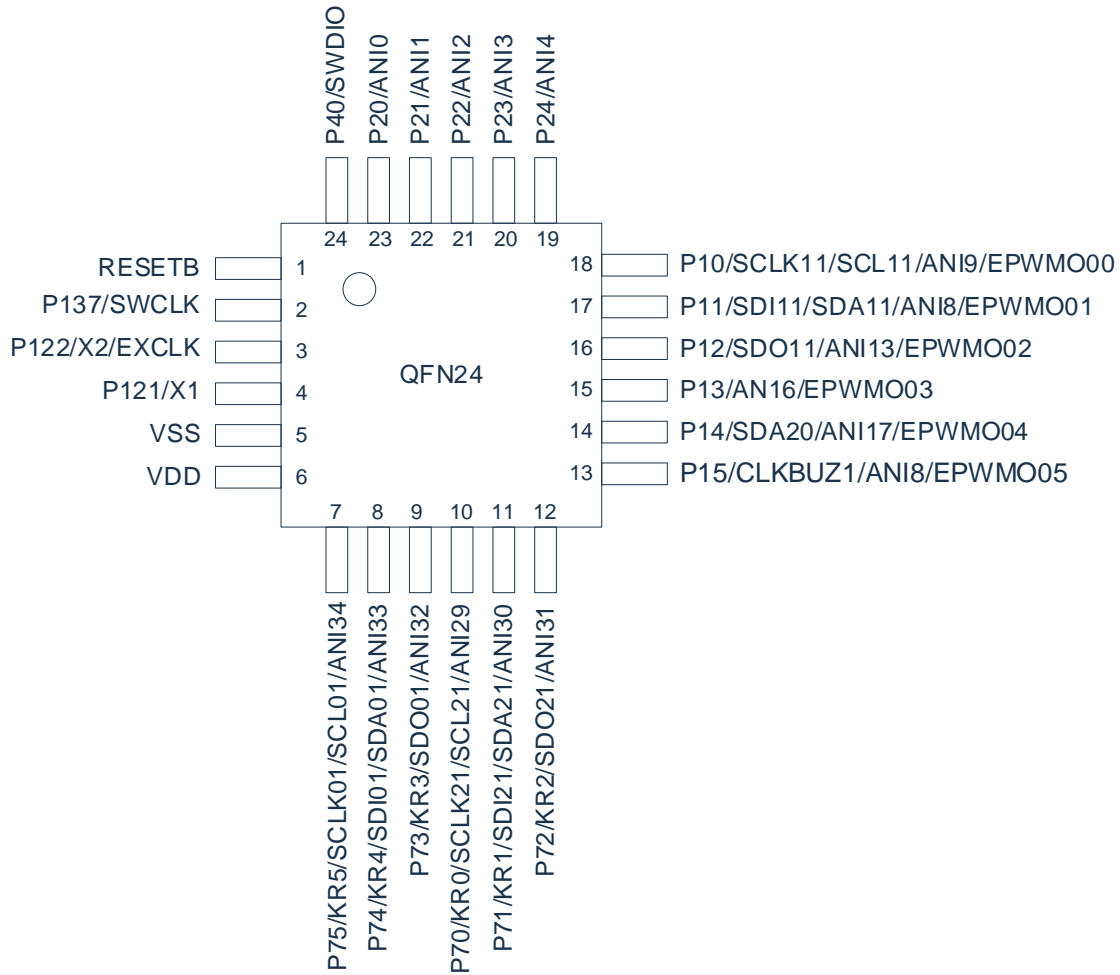 P40/SWDIO
P20/ANI0
P21/ANI1
P22/ANI2
P23/ANI3
P24/ANI4
24 23 22 21 20 19
RESETB 1
P137/SWCLK 2
P122/X2/EXCLK 3
P121/X1 4
VSS 5
VDD 6
QFN24
18 P10/SCLK11/SCL11/ANI9/EPWMO00
17 P11/SDI11/SDA11/ANI8/EPWMO01
16 P12/SDO11/ANI13/EPWMO02
15 P13/AN16/EPWMO03
14 P14/SDA20/ANI17/EPWMO04
13 P15/CLKBUZ1/ANI8/EPWMO05
7 8 9 10 11 12
P75/KR5/SCLK01/SCL01/ANI34
P74/KR4/SDI01/SDA01/ANI33
P73/KR3/SDO01/ANI32
P70/KR0/SCLK21/SCL21/ANI29
P71/KR1/SDI21/SDA21/ANI30
P72/KR2/SDO21/ANI31